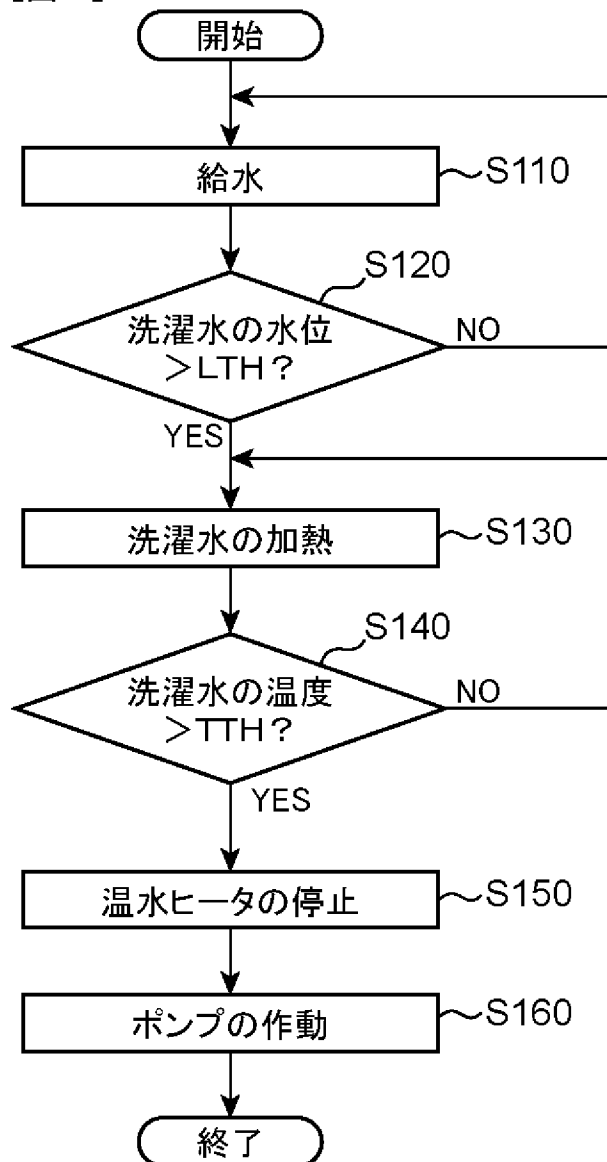 開始
給水
S110
S120
洗濯水の水位
>LTH?
NO
YES
洗濯水の加熱
S130
S140
洗濯水の温度
>TTH?
NO
YES
温水ヒータの停止
S150
ポンプの作動
S160
終了